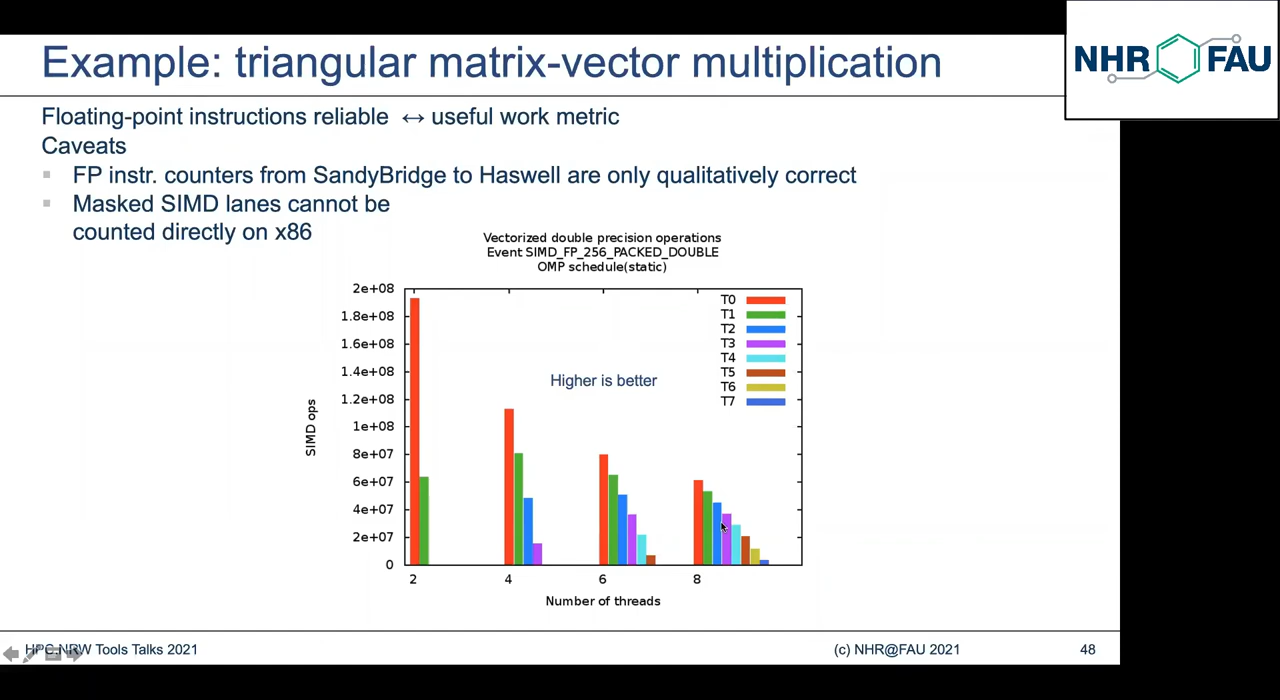 Example: triangular matrix-vector multiplication
NHR FAU
Floating-point instructions reliable ↔ useful work metric
Caveats
▪ FP instr. counters from SandyBridge to Haswell are only qualitatively correct
▪ Masked SIMD lanes cannot be
counted directly on x86
Vectorized double precision operations
Event SIMD_FP_256_PACKED_DOUBLE
OMP schedule(static)
2e+08
1.8e+08
1.6e+08
1.4e+08
1.2e+08
1e+08
8e+07
6e+07
4e+07
2e+07
0
SIMD ops
T0
T1
T2
T3
T4
T5
T6
T7
Higher is better
2 4 6 8
Number of threads
HPC.NRW Tools Talks 2021
(c) NHR@FAU 2021
48